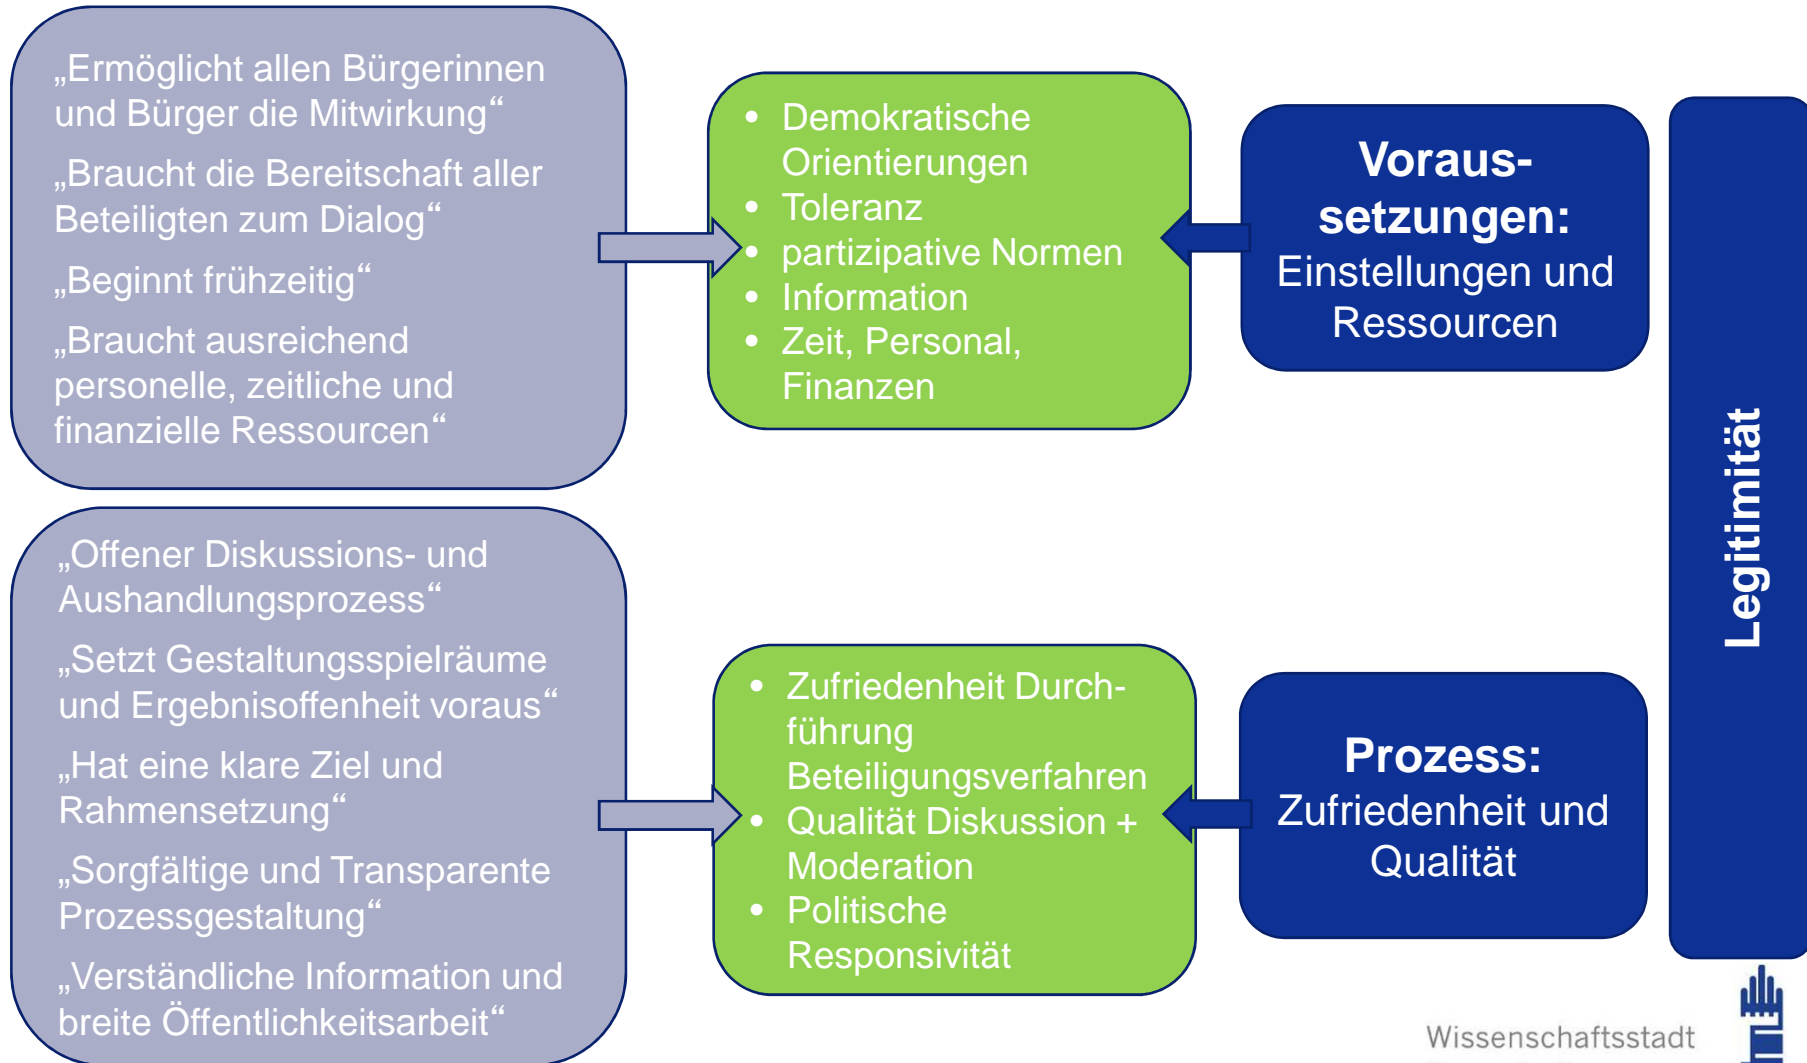 „Ermöglicht allen Bürgerinnen
und Bürger die Mitwirkung“
„Braucht die Bereitschaft aller
Beteiligten zum Dialog“
„Beginnt frühzeitig“
„Braucht ausreichend
personelle, zeitliche und
finanzielle Ressourcen“
• Demokratische
Orientierungen
• Toleranz
• partizipative Normen
• Information
• Zeit, Personal,
Finanzen
Voraus-
setzungen:
Einstellungen und
Ressourcen
„Offener Diskussions- und
Aushandlungsprozess“
„Setzt Gestaltungsspielräume
und Ergebnisoffenheit voraus“
„Hat eine klare Ziel und
Rahmensetzung“
„Sorgfältige und Transparente
Prozessgestaltung“
„Verständliche Information und
breite Öffentlichkeitsarbeit“
• Zufriedenheit Durch-
führung
Beteiligungsverfahren
• Qualität Diskussion +
Moderation
• Politische
Responsivität
Prozess:
Zufriedenheit und
Qualität
Legitimität
Wissenschaftsstadt